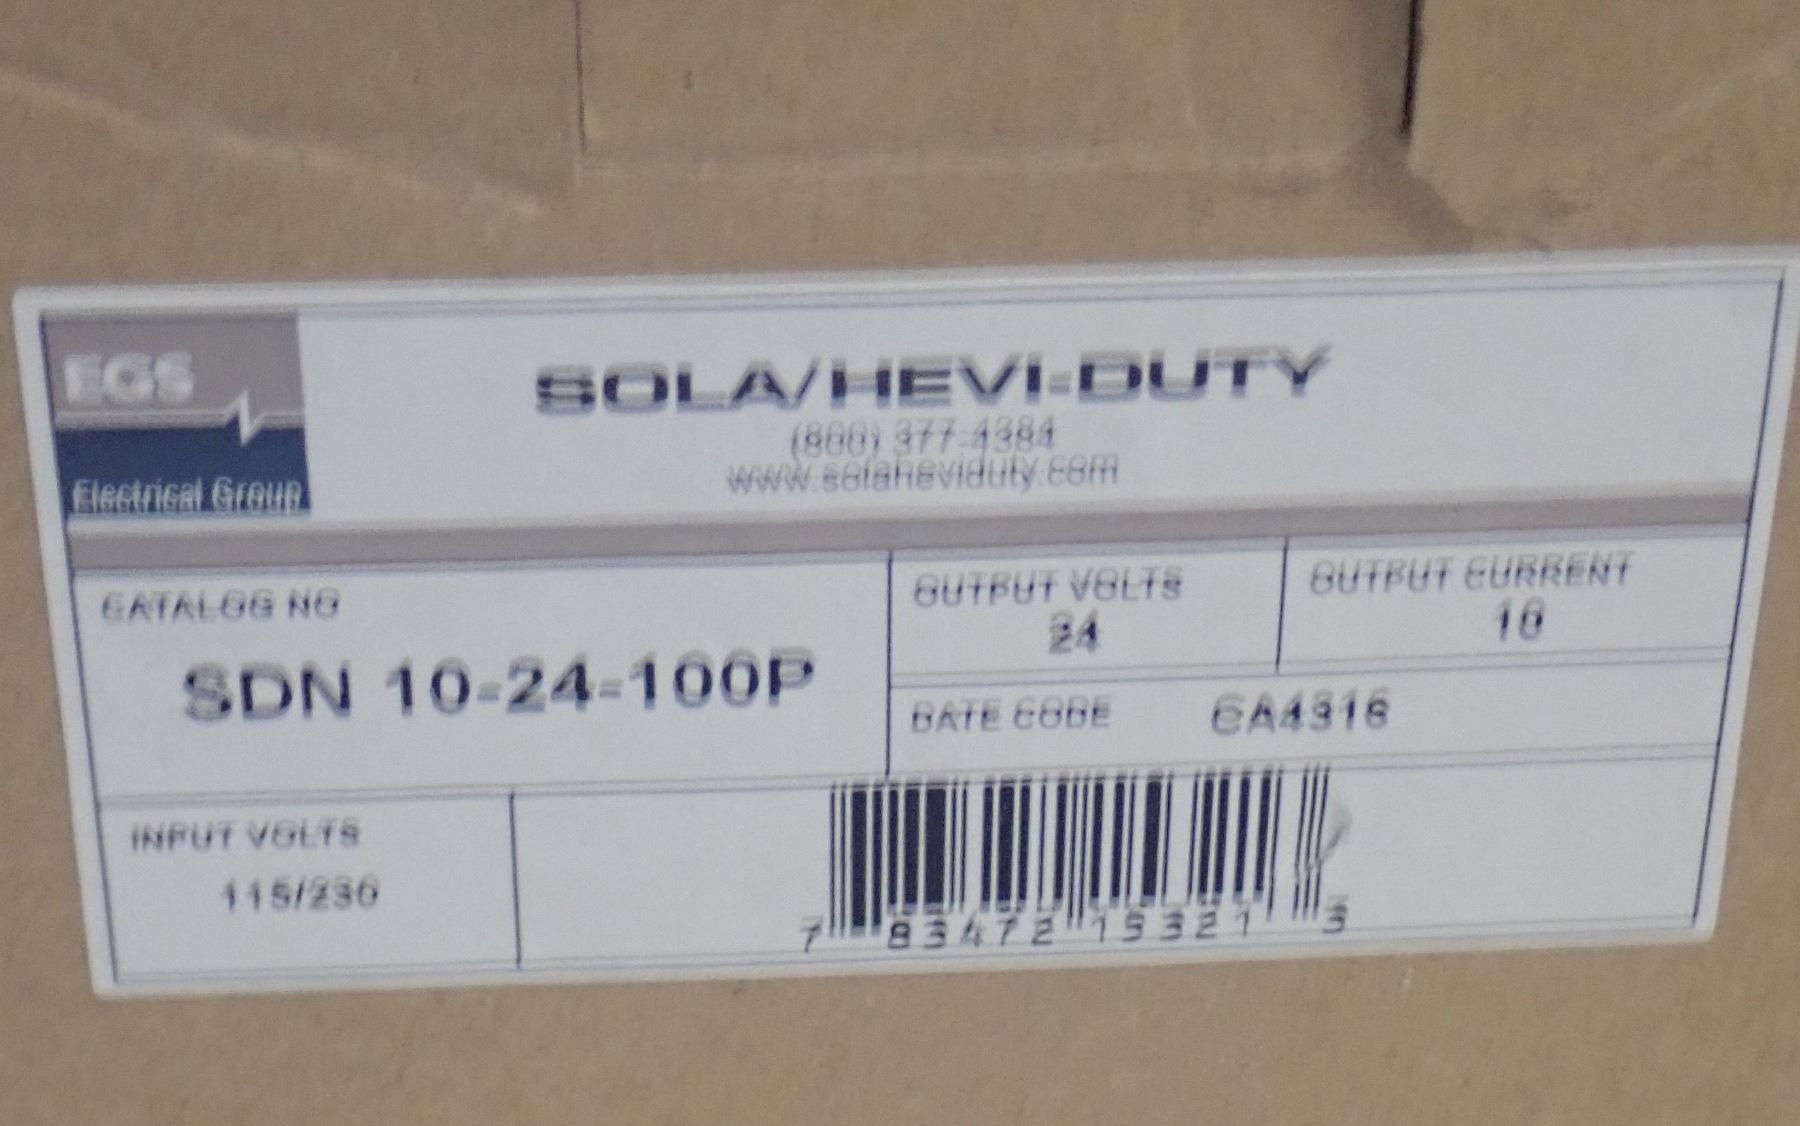 EGS
Electrical Group
SOLA/HEVI-DUTY
(800) 377-4384
www.solaheviduty.com
CATALOG NO
SDN 10-24-100P
OUTPUT VOLTS
24
OUTPUT CURRENT
10
DATE CODE CA4316
INPUT VOLTS
115/230
7 83472 15321 3